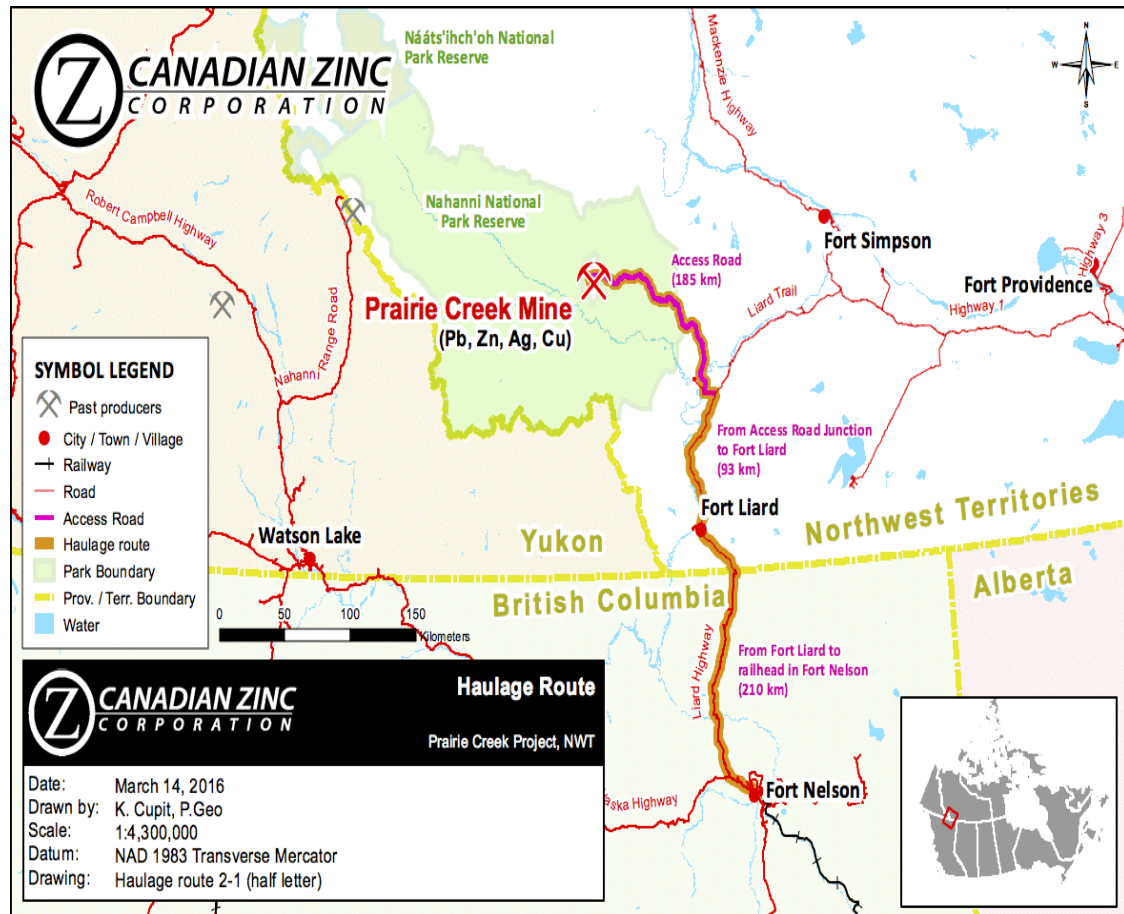 Z CANADIAN ZINC
CORPORATION
Nááts'ihch'oh National
Park Reserve
Mackenzie Highway
N
W E
S
Robert Campbell Highway
Nahanni National
Park Reserve
Fort Simpson
Access Road
(185 km)
Highway 3
Fort Providence
Prairie Creek Mine
(Pb, Zn, Ag, Cu)
Liard Trail
Highway 1
Nahanni Range Road
SYMBOL LEGEND
Past producers
City / Town / Village
Railway
Road
Access Road
Haulage route
Park Boundary
Prov. / Terr. Boundary
Water
From Access Road Junction
to Fort Liard
(93 km)
Fort Liard
Northwest Territories
Watson Lake
Yukon
British Columbia
Alberta
0 50 100 150
Kilometers
From Fort Liard to
railhead in Fort Nelson
(210 km)
Liard Highway
Z CANADIAN ZINC
CORPORATION
Haulage Route
Prairie Creek Project, NWT
Fort Nelson
aska Highway
Date: March 14, 2016
Drawn by: K. Cupit, P.Geo
Scale: 1:4,300,000
Datum: NAD 1983 Transverse Mercator
Drawing: Haulage route 2-1 (half letter)